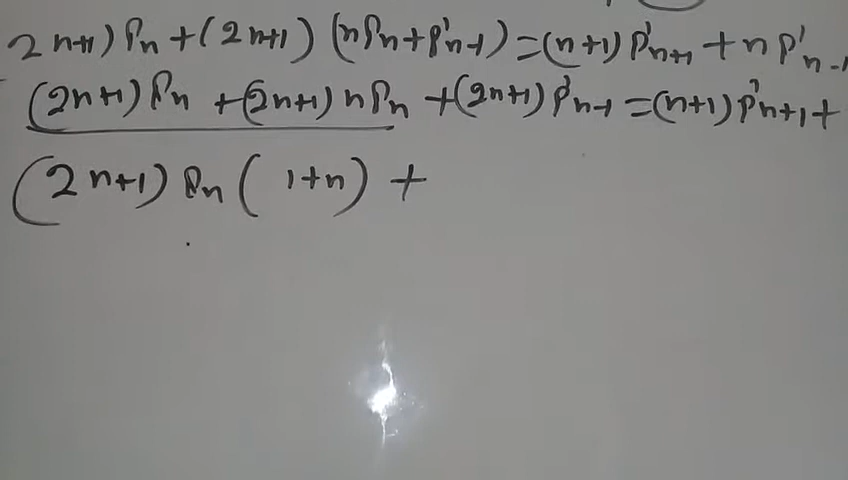 2n+1) Pn + (2n+1) (nPn + P'n-1) = (n+1) P'n+1 + n P'n-1
(2n+1) Pn + (2n+1) n Pn + (2n+1) P'n-1 = (n+1) P'n+1 +
(2n+1) Pn ( 1+n) +